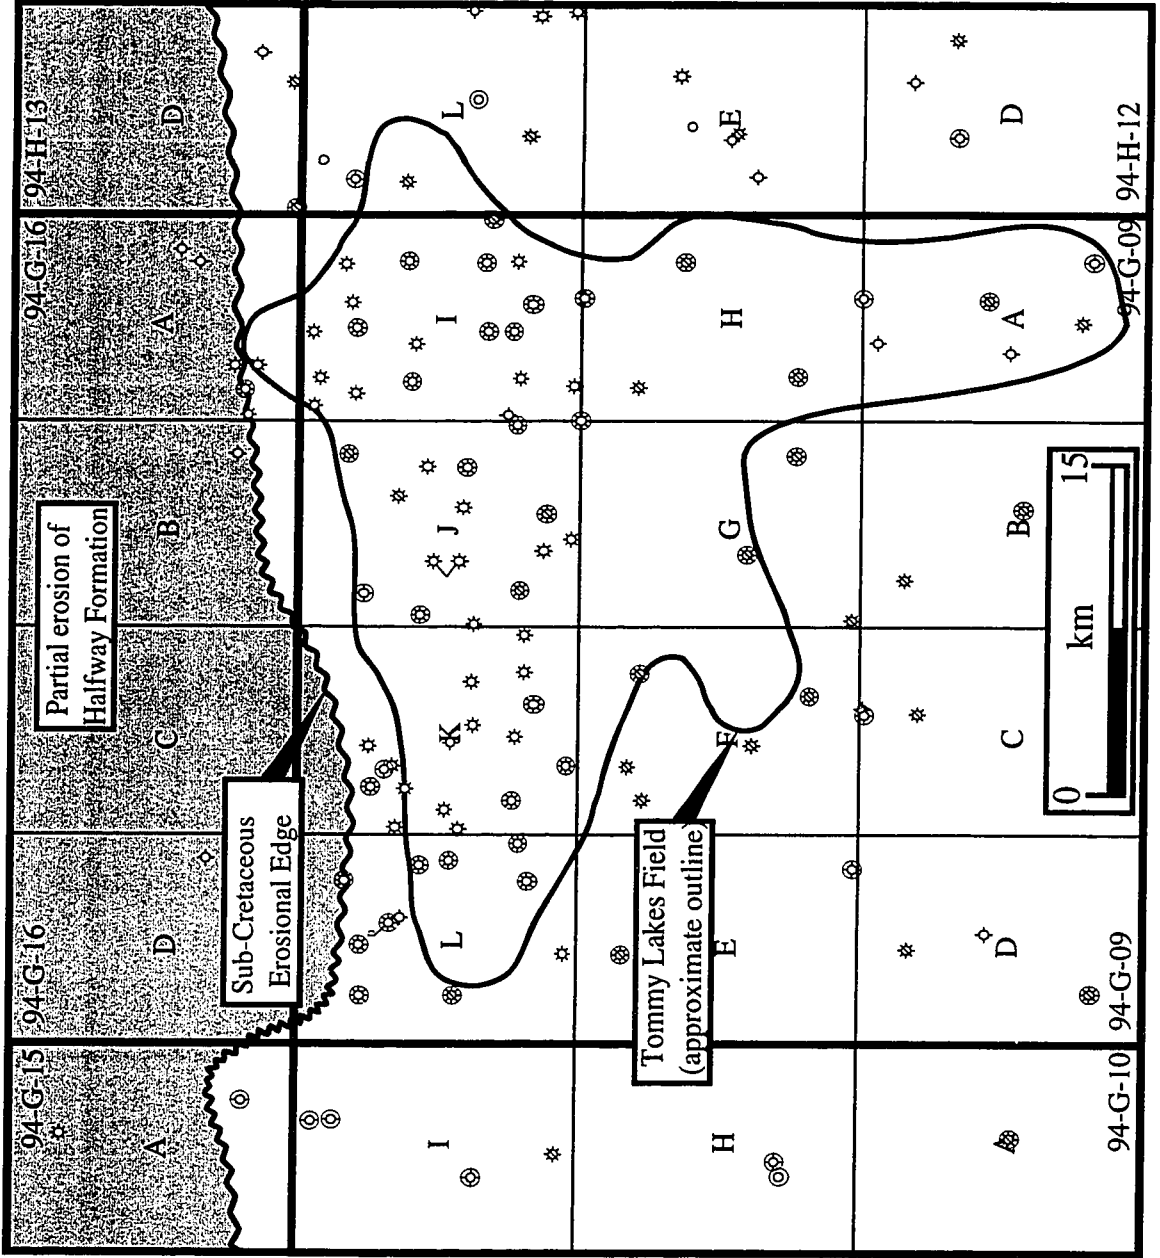 94-G-15
94-G-16
94-G-16
94-H-13
Partial erosion of
Halfway Formation
A
D
C
B
A
D
Sub-Cretaceous
Erosional Edge
I
L
K
J
I
L
Tommy Lakes Field
(approximate outline)
H
E
F
G
H
E
A
D
C
B
A
D
0
km
15
94-G-10
94-G-09
94-G-09
94-H-12